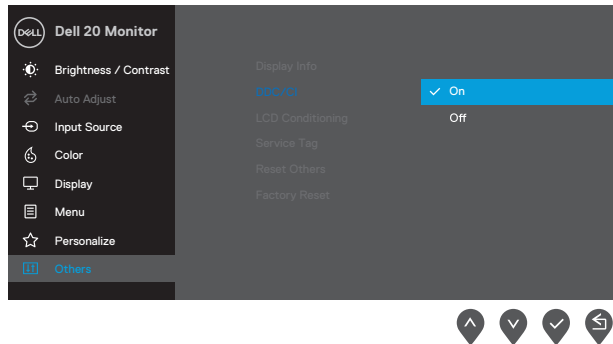 DELL
Dell 20 Monitor
Brightness / Contrast
Auto Adjust
Input Source
Color
Display
Menu
Personalize
Others
Display Info
DDC/CI
LCD Conditioning
Service Tag
Reset Others
Factory Reset
On
Off